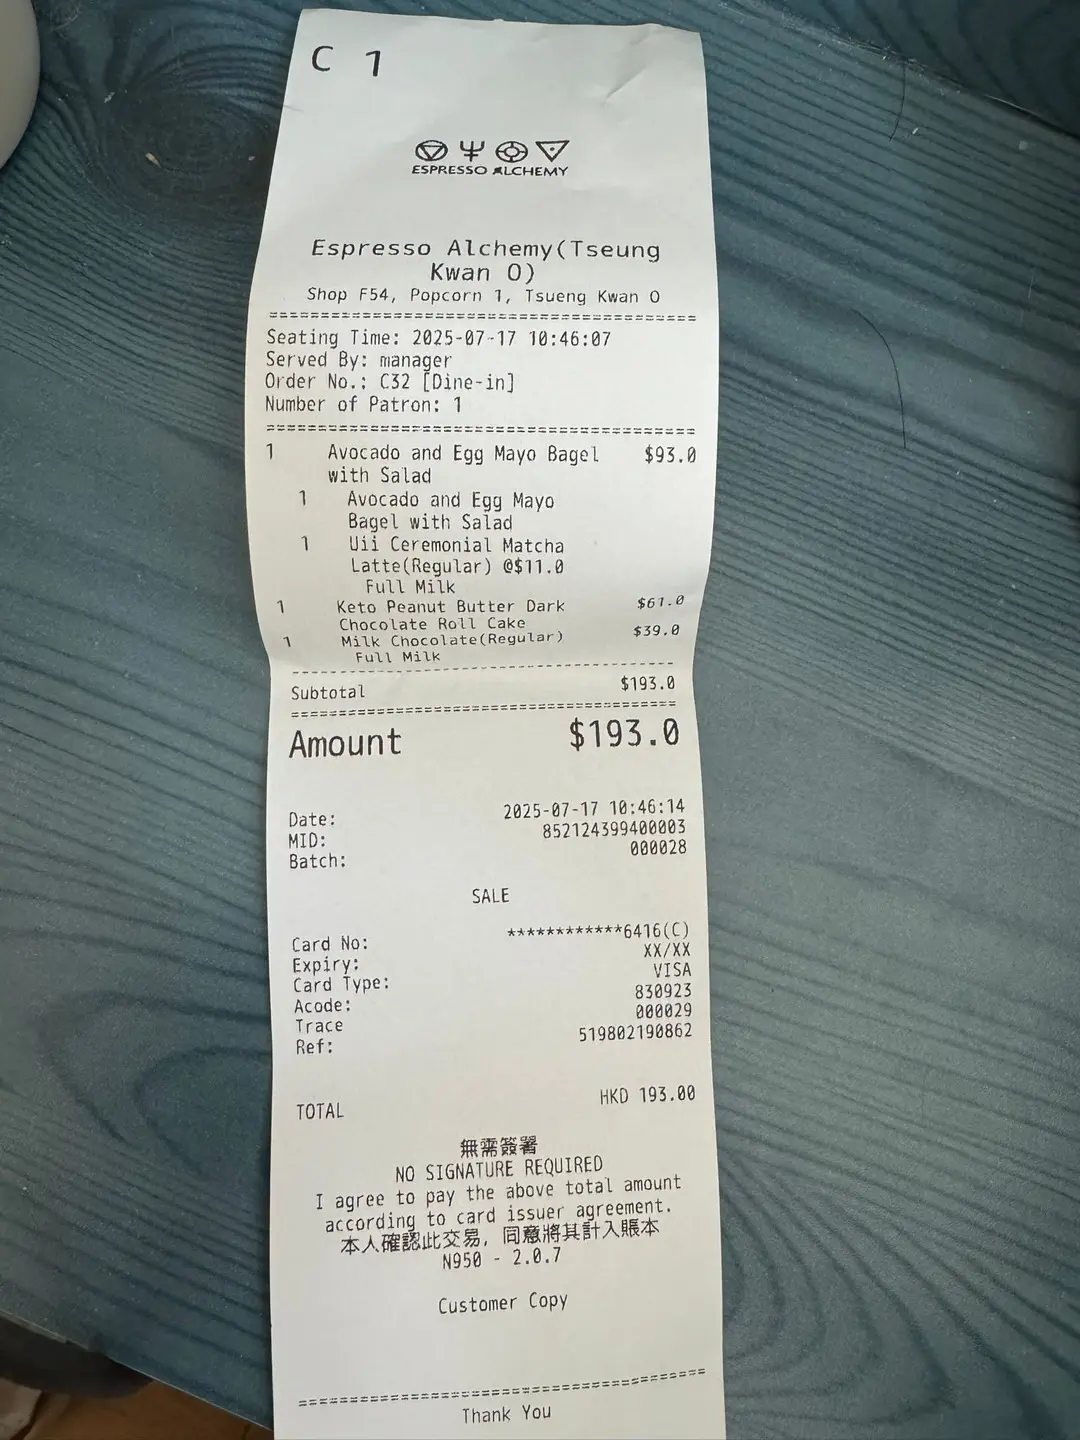 C 1
ESPRESSO ALCHEMY
Espresso Alchemy(Tseung
Kwan O)
Shop F54, Popcorn 1, Tsueng Kwan O
========================================
Seating Time: 2025-07-17 10:46:07
Served By: manager
Order No.: C32 [Dine-in]
Number of Patron: 1
========================================
1 Avocado and Egg Mayo Bagel $93.0
with Salad
1 Avocado and Egg Mayo
Bagel with Salad
1 Uii Ceremonial Matcha
Latte(Regular) @$11.0
Full Milk
1 Keto Peanut Butter Dark $61.0
Chocolate Roll Cake
1 Milk Chocolate(Regular) $39.0
Full Milk
----------------------------------------
Subtotal $193.0
========================================
Amount $193.0
Date: 2025-07-17 10:46:14
MID: 852124399400003
Batch: 000028
SALE
Card No: ************6416(C)
Expiry: XX/XX
Card Type: VISA
Acode: 830923
Trace 000029
Ref: 519802190862
TOTAL HKD 193.00
無需簽署
NO SIGNATURE REQUIRED
I agree to pay the above total amount
according to card issuer agreement.
本人確認此交易, 同意將其計入賬本
N950 - 2.0.7
Customer Copy
========================================
Thank You